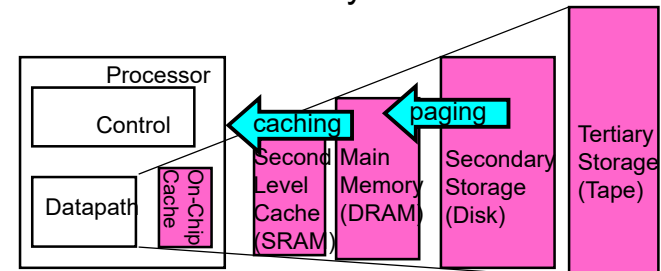 y
Processor
Control
Datapath
On-Chip
Cache
caching
Second
Level
Cache
(SRAM)
Main
Memory
(DRAM)
paging
Secondary
Storage
(Disk)
Tertiary
Storage
(Tape)